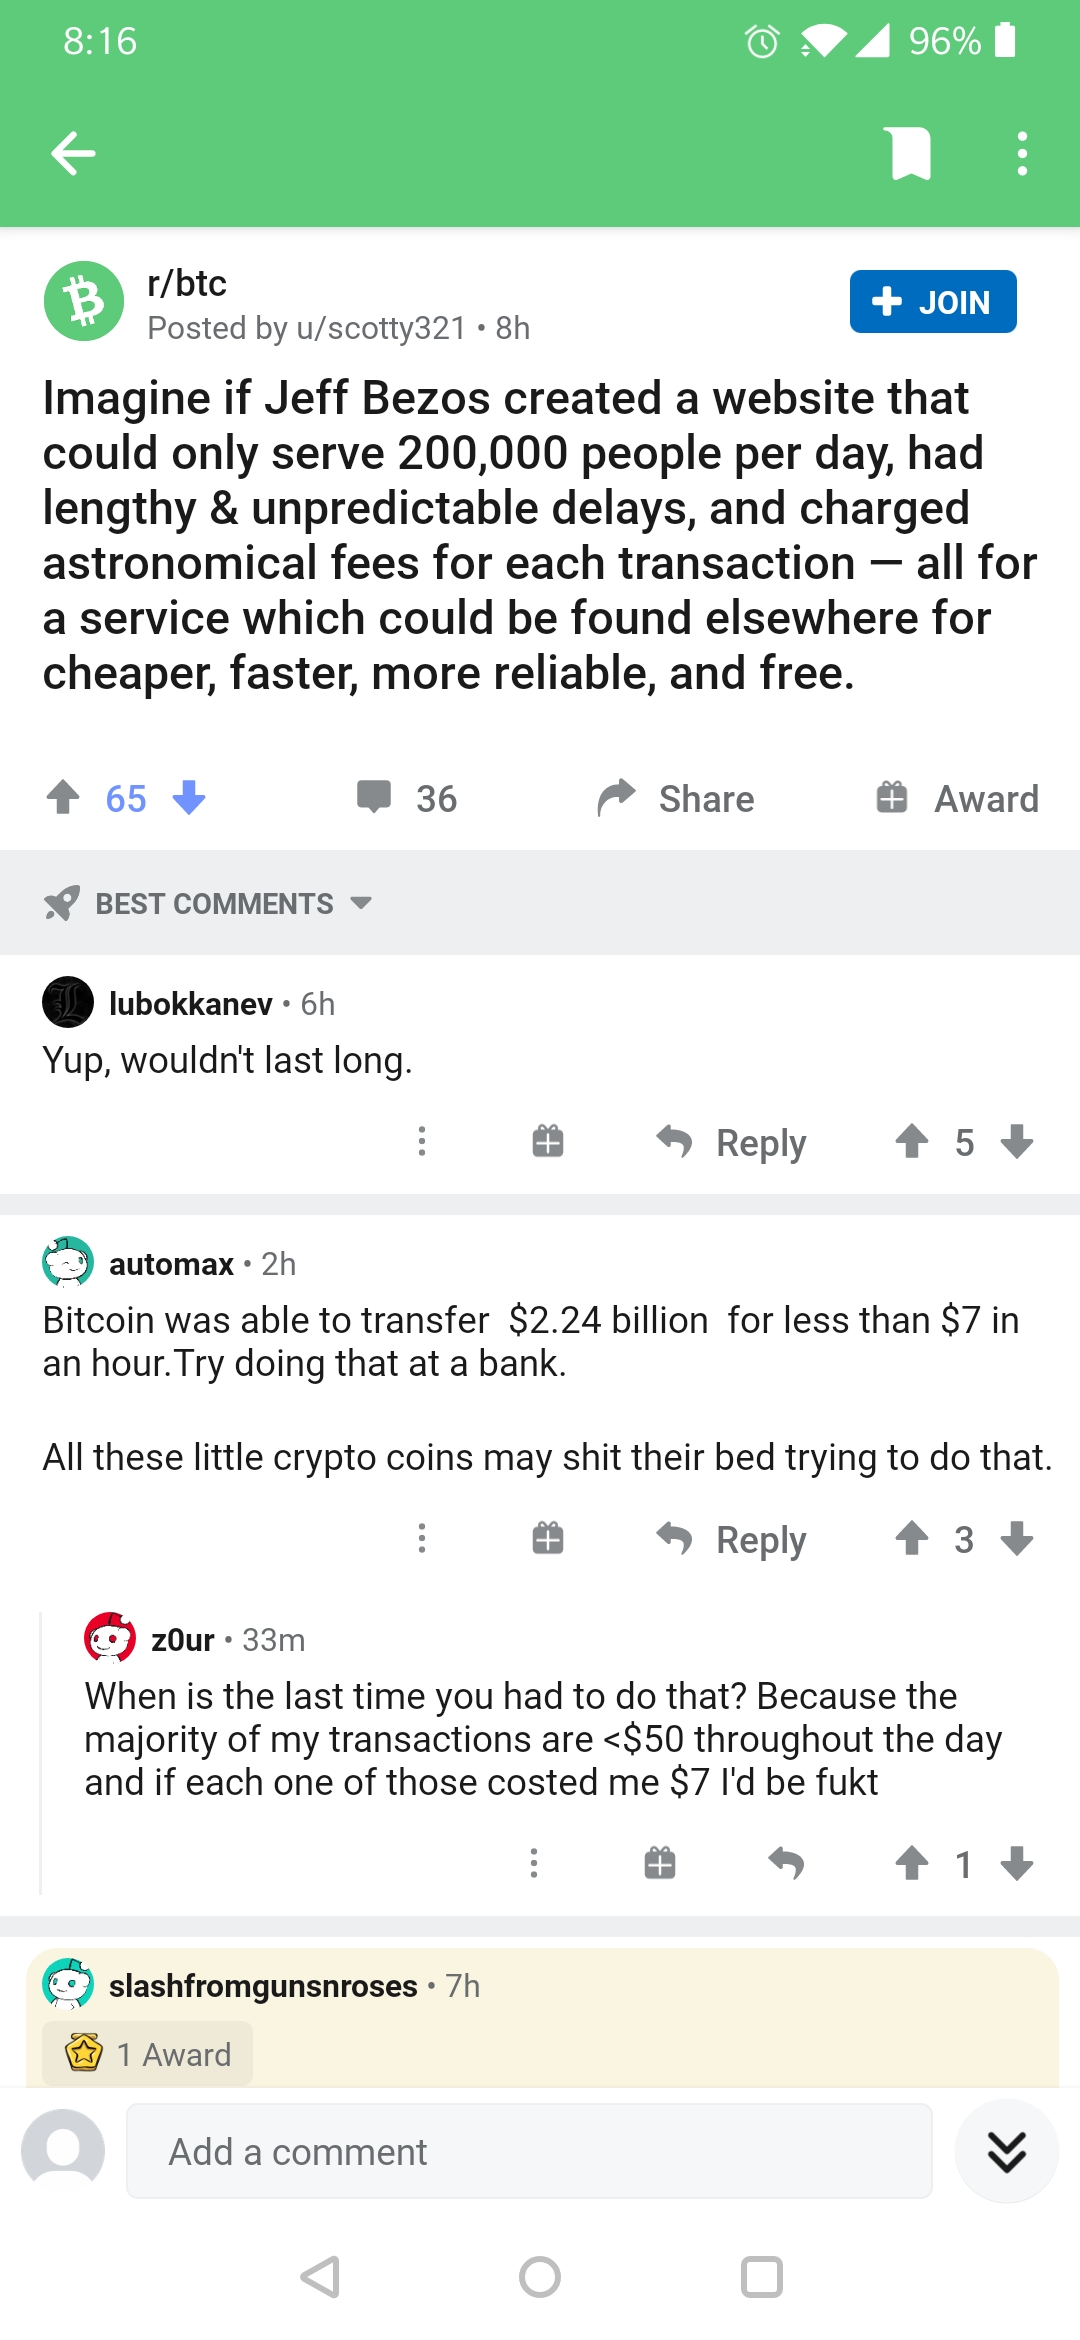 8:16
96%
r/btc
Posted by u/scotty321 • 8h
JOIN
Imagine if Jeff Bezos created a website that
could only serve 200,000 people per day, had
lengthy & unpredictable delays, and charged
astronomical fees for each transaction — all for
a service which could be found elsewhere for
cheaper, faster, more reliable, and free.
65
36
Share
Award
BEST COMMENTS
lubokkanev • 6h
Yup, wouldn't last long.
Reply
5
automax • 2h
Bitcoin was able to transfer  $2.24 billion  for less than $7 in
an hour.Try doing that at a bank.
All these little crypto coins may shit their bed trying to do that.
Reply
3
z0ur • 33m
When is the last time you had to do that? Because the
majority of my transactions are <$50 throughout the day
and if each one of those costed me $7 I'd be fukt
1
slashfromgunsnroses • 7h
1 Award
Add a comment